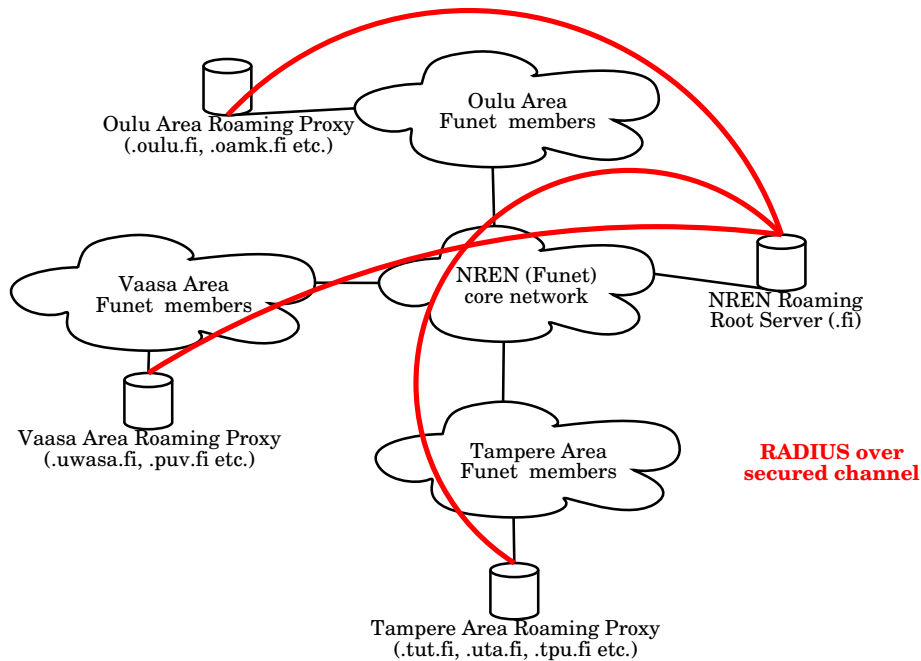 Oulu Area
Funet members
Oulu Area Roaming Proxy
(.oulu.fi, .oamk.fi etc.)
Vaasa Area
Funet members
NREN (Funet)
core network
NREN Roaming
Root Server (.fi)
Vaasa Area Roaming Proxy
(.uwasa.fi, .puv.fi etc.)
Tampere Area
Funet members
RADIUS over
secured channel
Tampere Area Roaming Proxy
(.tut.fi, .uta.fi, .tpu.fi etc.)